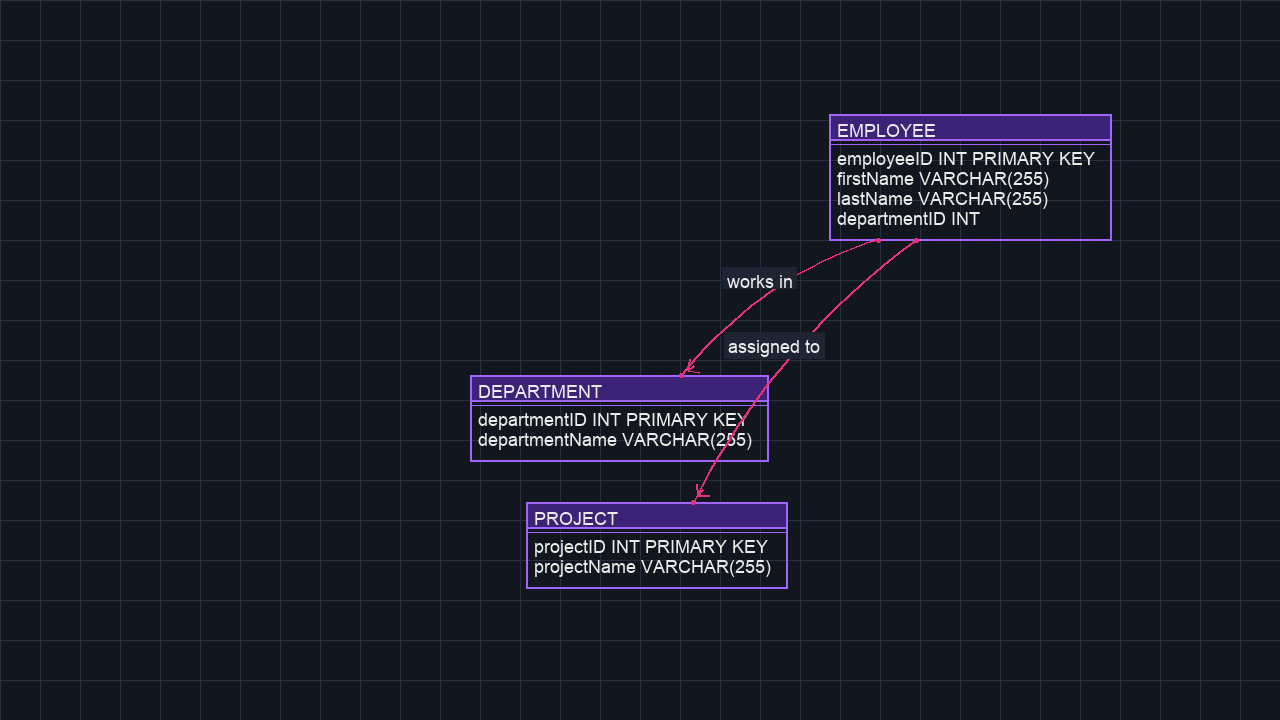 EMPLOYEE
employeeID INT PRIMARY KEY
firstName VARCHAR(255)
lastName VARCHAR(255)
departmentID INT
works in
assigned to
DEPARTMENT
departmentID INT PRIMARY KEY
departmentName VARCHAR(255)
PROJECT
projectID INT PRIMARY KEY
projectName VARCHAR(255)